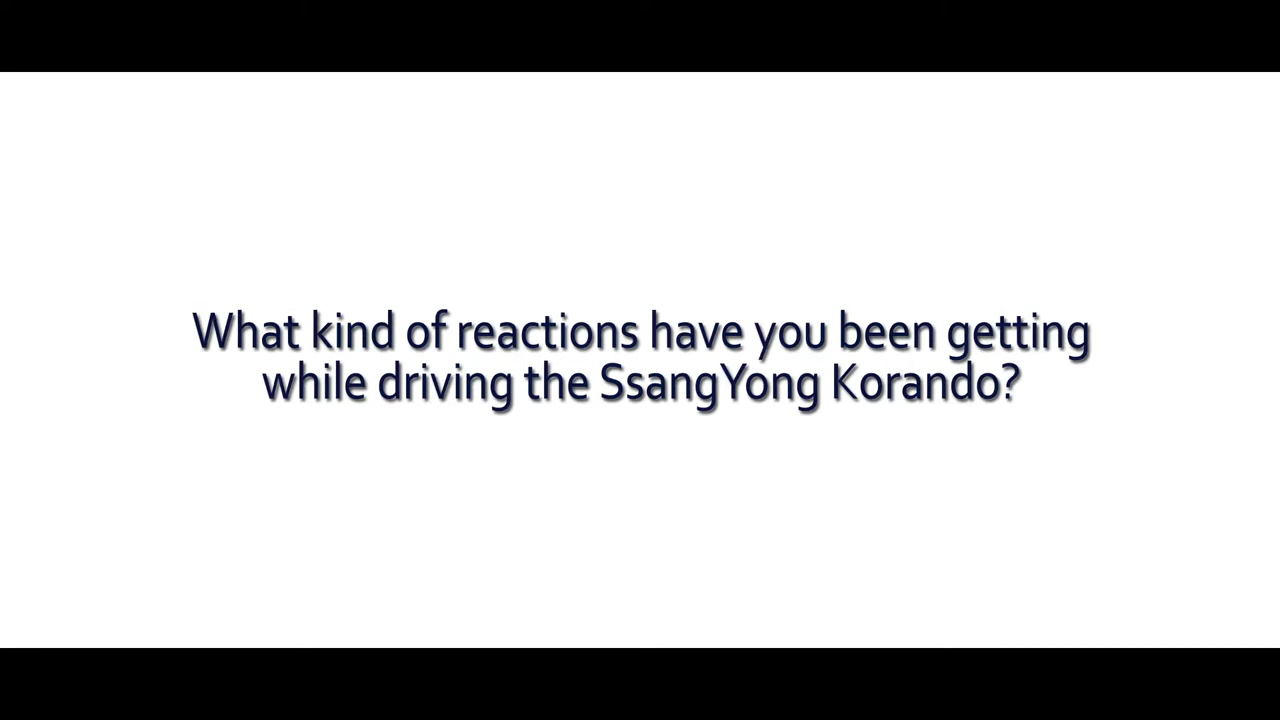 What kind of reactions have you been getting
while driving the SsangYong Korando?